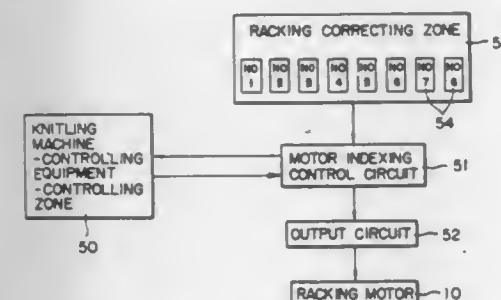 RACKING CORRECTING ZONE
5
NO NO NO NO NO NO NO NO
1 2 3 4 5 6 7 8
54
KNITLING
MACHINE
-CONTROLLING
EQUIPMENT
-CONTROLLING
ZONE
50
MOTOR INDEXING
CONTROL CIRCUIT
51
OUTPUT CIRCUIT
52
RACKING MOTOR
10